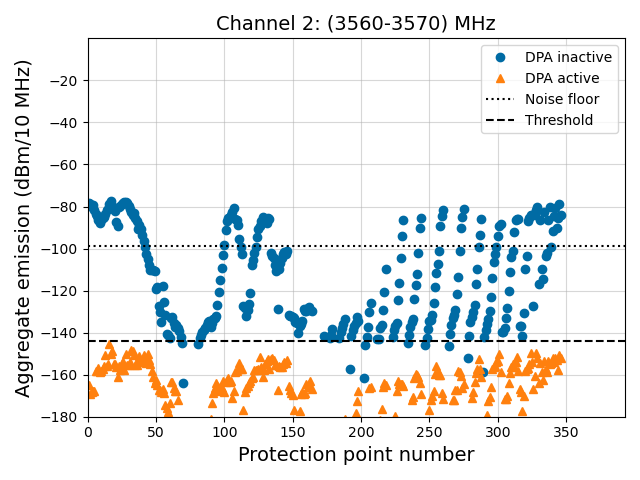 Channel 2: (3560-3570) MHz
Aggregate emission (dBm/10 MHz)
−20
−40
−60
−80
−100
−120
−140
−160
−180
DPA inactive
DPA active
Noise floor
Threshold
0 50 100 150 200 250 300 350
Protection point number